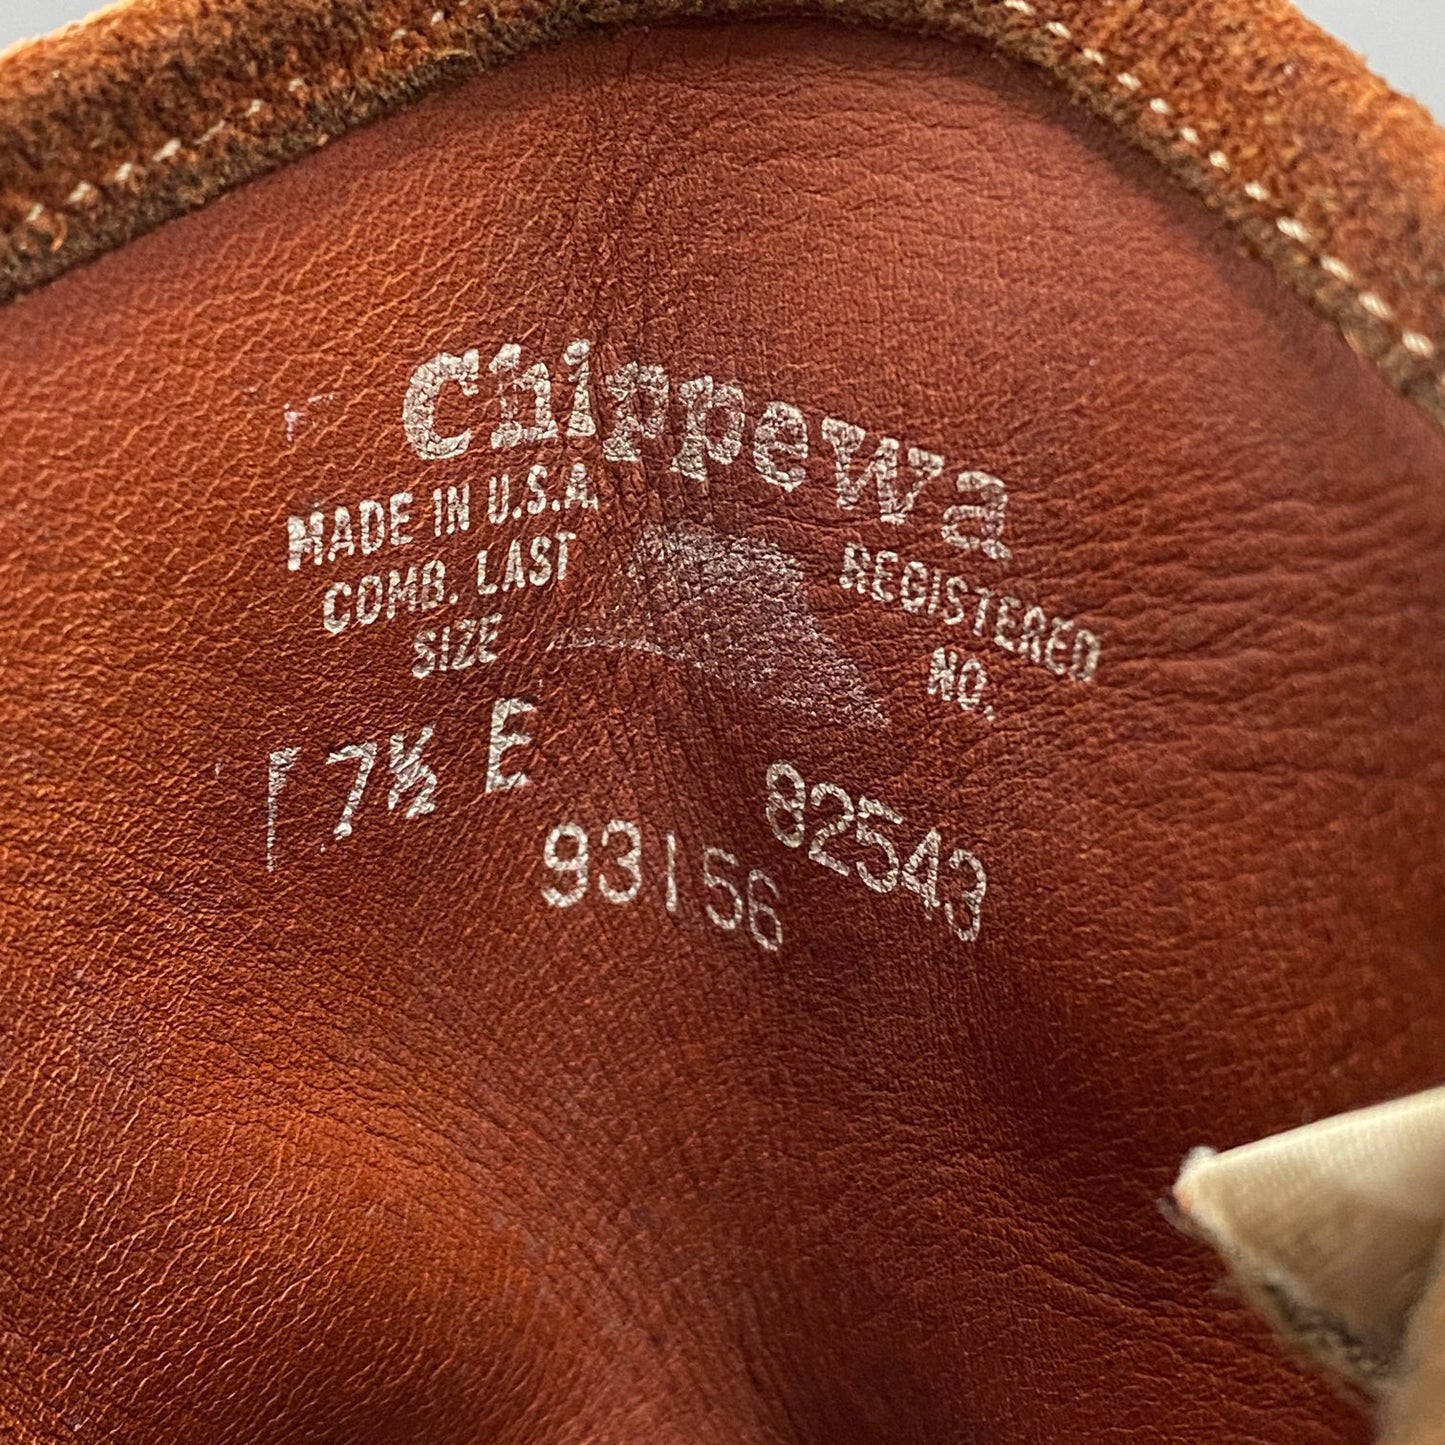 Chippewa
MADE IN U.S.A.
COMB. LAST
SIZE
REGISTERED
NO.
7½ E
82543
93156